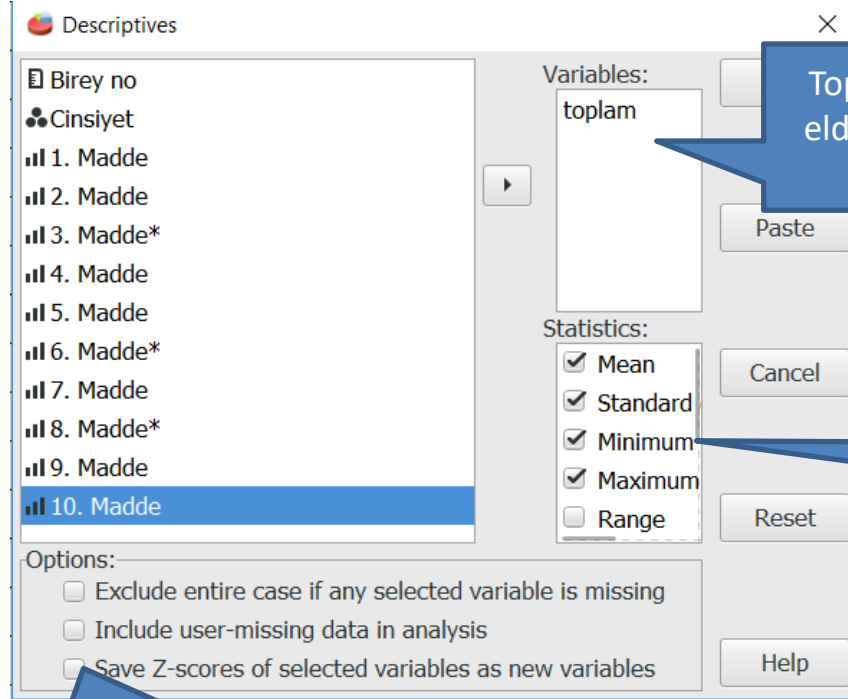 Descriptives
Birey no
Cinsiyet
1. Madde
2. Madde
3. Madde*
4. Madde
5. Madde
6. Madde*
7. Madde
8. Madde*
9. Madde
10. Madde
Variables:
toplam
Statistics:
Mean
Standard
Minimum
Maximum
Range
Paste
Cancel
Reset
Help
Options:
Exclude entire case if any selected variable is missing
Include user-missing data in analysis
Save Z-scores of selected variables as new variables